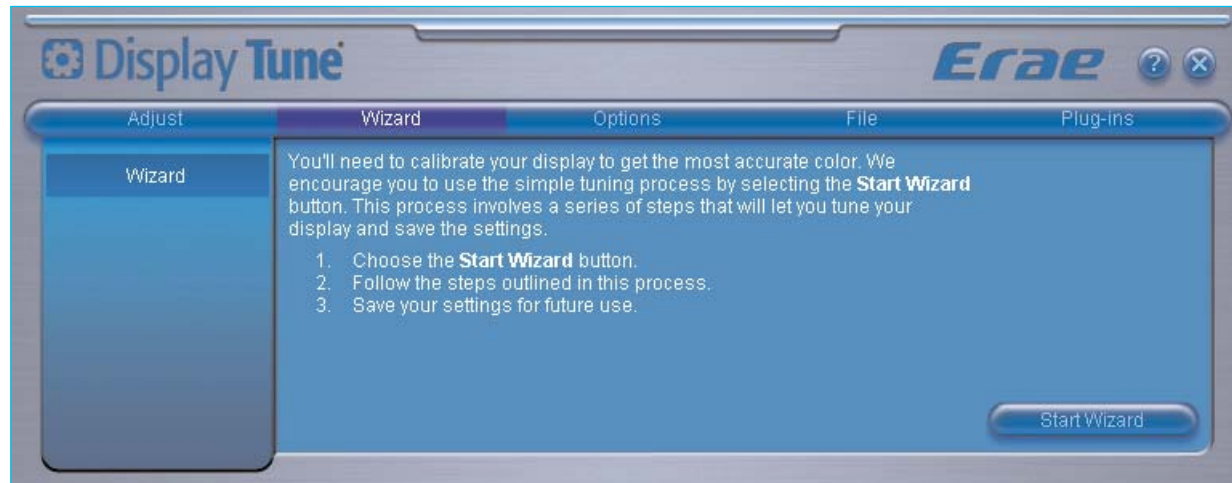 Display Tune
Erae
?
Adjust
Wizard
Options
File
Plug-ins
Wizard
You'll need to calibrate your display to get the most accurate color. We
encourage you to use the simple tuning process by selecting the Start Wizard
button. This process involves a series of steps that will let you tune your
display and save the settings.
1. Choose the Start Wizard button.
2. Follow the steps outlined in this process.
3. Save your settings for future use.
Start Wizard